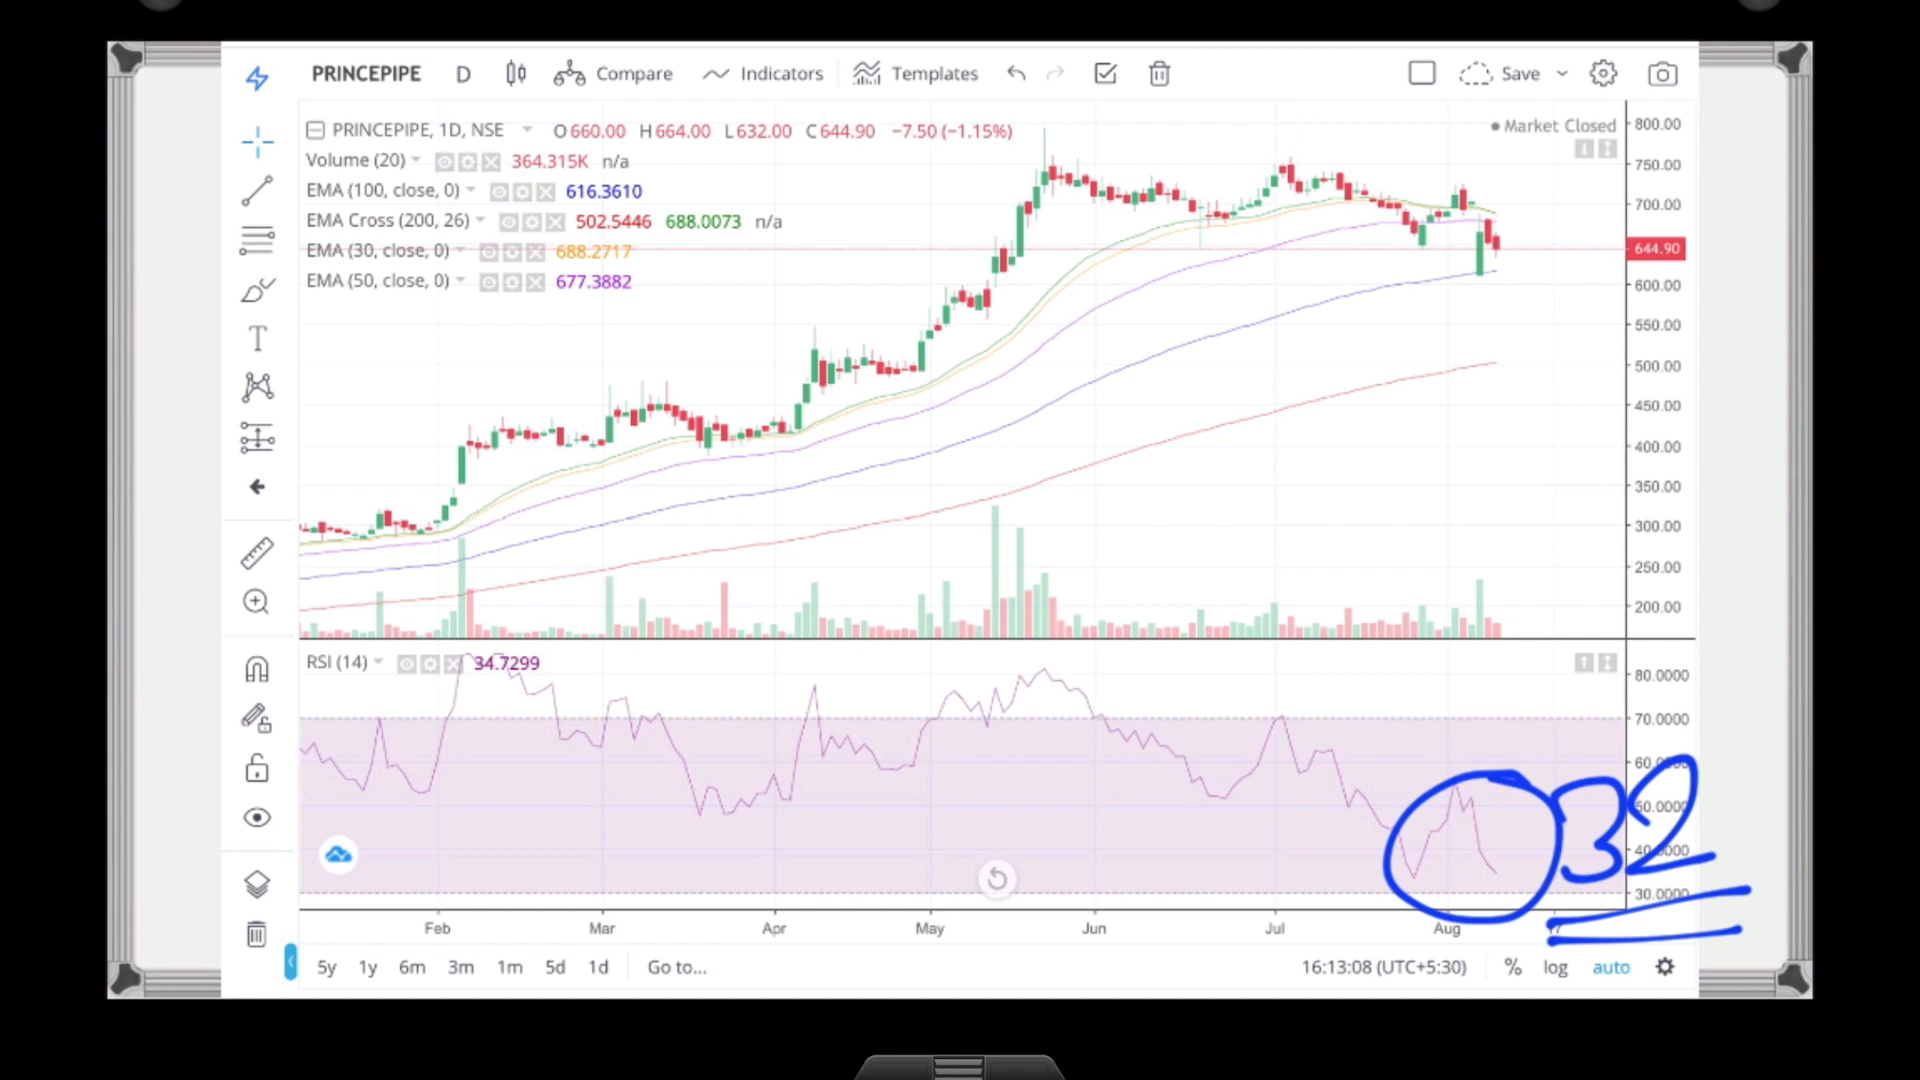 PRINCEPIPE D Compare Indicators Templates Save
PRINCEPIPE, 1D, NSE O660.00 H664.00 L632.00 C644.90 −7.50 (−1.15%)
Market Closed
Volume (20) 364.315K n/a
EMA (100, close, 0) 616.3610
EMA Cross (200, 26) 502.5446 688.0073 n/a
EMA (30, close, 0) 688.2717
EMA (50, close, 0) 677.3882
800.00
750.00
700.00
644.90
600.00
550.00
500.00
450.00
400.00
350.00
300.00
250.00
200.00
RSI (14) 34.7299
80.0000
70.0000
60.0000
50.0000
40.0000
30.0000
32
Feb Mar Apr May Jun Jul Aug
5y 1y 6m 3m 1m 5d 1d Go to... 16:13:08 (UTC+5:30) % log auto